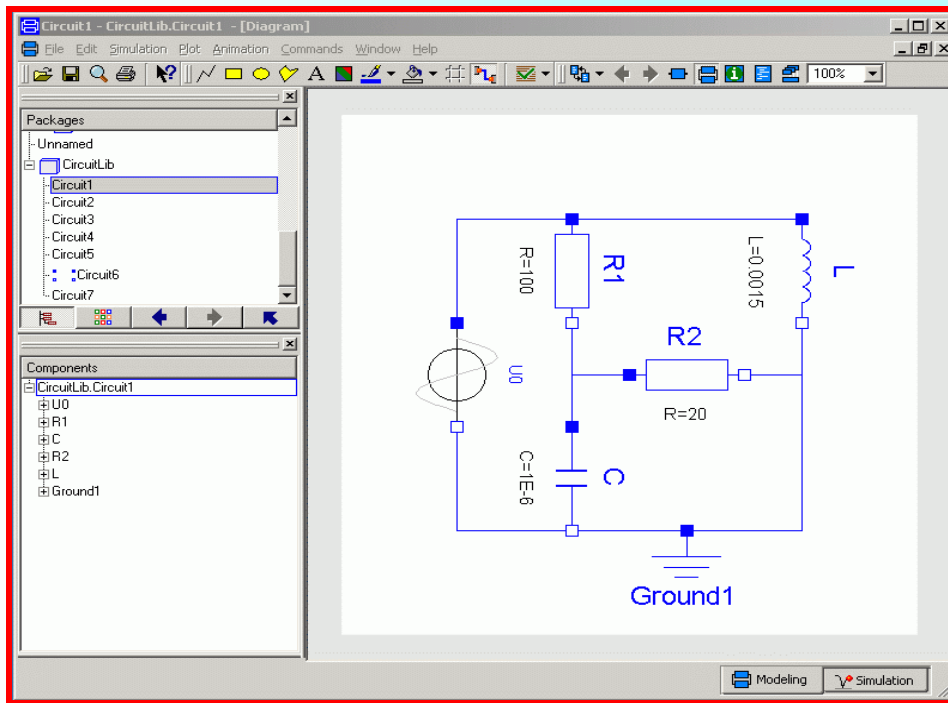 Circuit1 - CircuitLib.Circuit1 - [Diagram]
File Edit Simulation Plot Animation Commands Window Help
A 100%
Packages
Unnamed
CircuitLib
Circuit1
Circuit2
Circuit3
Circuit4
Circuit5
Circuit6
Circuit7
Components
CircuitLib.Circuit1
U0
R1
C
R2
L
Ground1
R=100
R1
L=0.0015
L
R2
R=20
U0
C=1E-6
C
Ground1
Modeling
Simulation